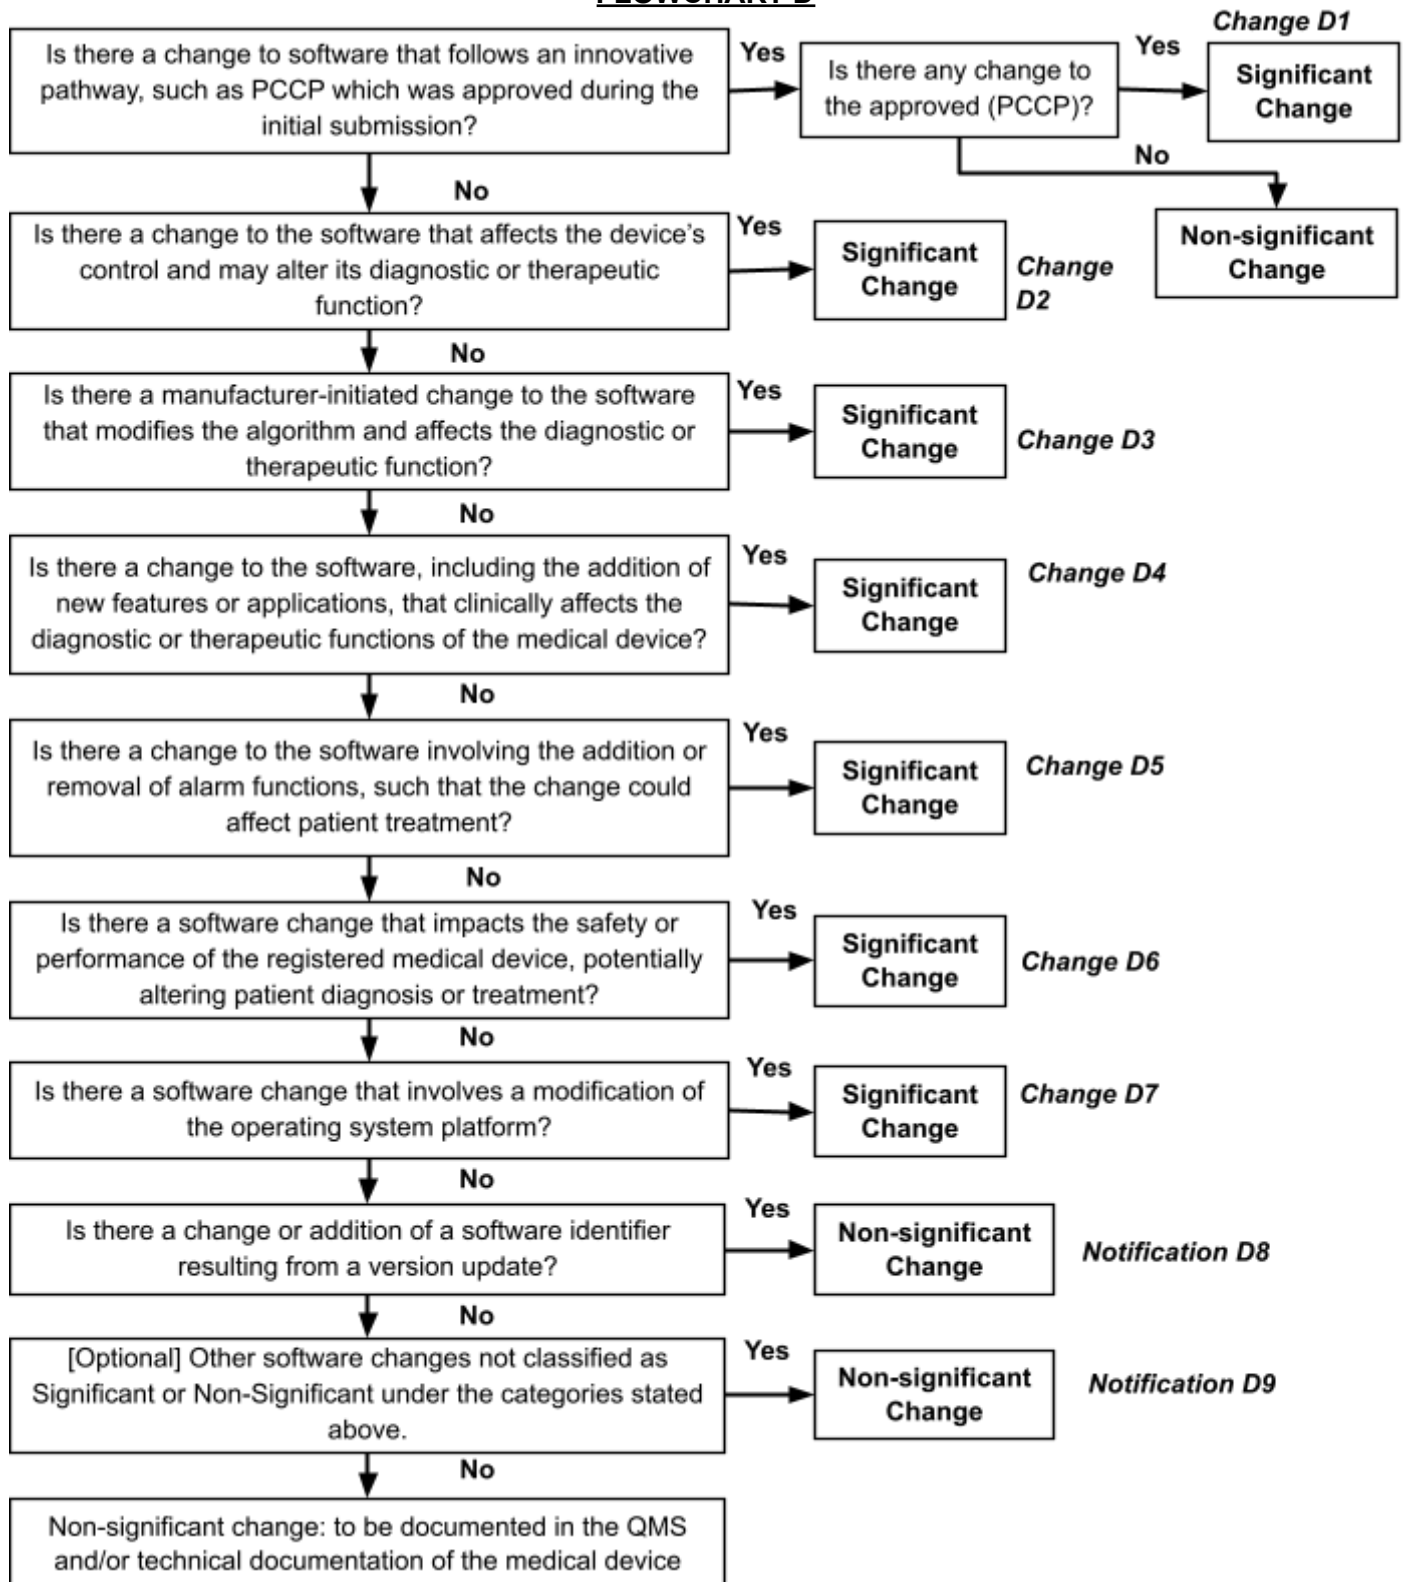 FLOWCHART D
Change D1
Is there a change to software that follows an innovative
pathway, such as PCCP which was approved during the
initial submission?
Yes
Is there any change to
the approved (PCCP)?
Yes
Significant
Change
No
Non-significant
Change
No
Is there a change to the software that affects the device’s
control and may alter its diagnostic or therapeutic
function?
Yes
Significant
Change
Change
D2
No
Is there a manufacturer-initiated change to the software
that modifies the algorithm and affects the diagnostic or
therapeutic function?
Yes
Significant
Change
Change D3
No
Is there a change to the software, including the addition of
new features or applications, that clinically affects the
diagnostic or therapeutic functions of the medical device?
Yes
Significant
Change
Change D4
No
Is there a change to the software involving the addition or
removal of alarm functions, such that the change could
affect patient treatment?
Yes
Significant
Change
Change D5
No
Is there a software change that impacts the safety or
performance of the registered medical device, potentially
altering patient diagnosis or treatment?
Yes
Significant
Change
Change D6
No
Is there a software change that involves a modification of
the operating system platform?
Yes
Significant
Change
Change D7
No
Is there a change or addition of a software identifier
resulting from a version update?
Yes
Non-significant
Change
Notification D8
No
[Optional] Other software changes not classified as
Significant or Non-Significant under the categories stated
above.
Yes
Non-significant
Change
Notification D9
No
Non-significant change: to be documented in the QMS
and/or technical documentation of the medical device